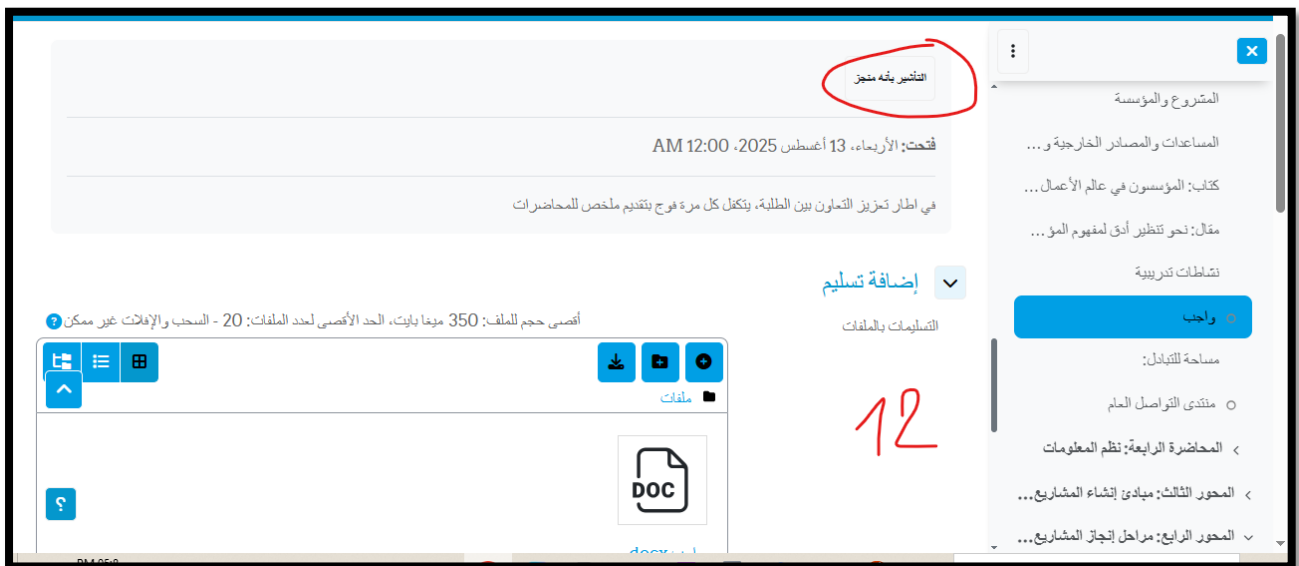 المشروع والمؤسسة
المساعدات والمصادر الخارجية و ...
كتاب: المؤسسون في عالم الأعمال ...
مقال: نحو تنظير أدق لمفهوم المؤ ...
نشاطات تدريبية
واجب
مساحة للتبادل:
منتدى التواصل العام
المحاضرة الرابعة: نظم المعلومات
المحور الثالث: مبادئ إنشاء المشاريع...
المحور الرابع: مراحل إنجاز المشاريع...
التأشير بأنه منجز
فُتحت: الأربعاء، 13 أغسطس 2025، 12:00 AM
في اطار تعزيز التعاون بين الطلبة، يتكفل كل مرة فوج بتقديم ملخص للمحاضرات
إضافة تسليم
التسليمات بالملفات
أقصى حجم للملف: 350 ميغا بايت، الحد الأقصى لعدد الملفات: 20 - السحب والإفلات غير ممكن
ملفات
DOC
؟
12